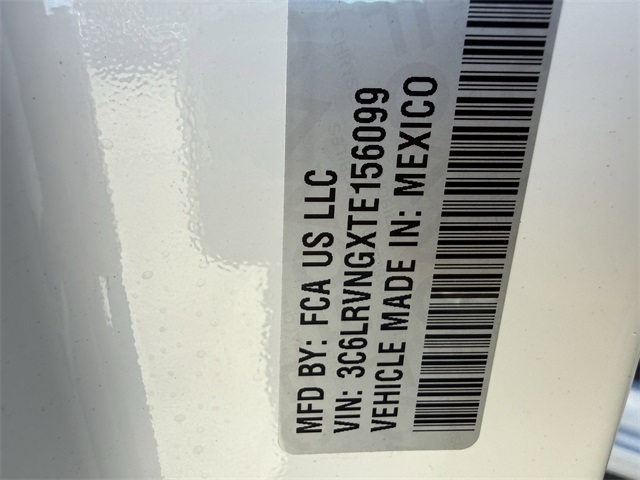 MFD BY: FCA US LLC
VIN: 3C6LRVNGXTE156099
VEHICLE MADE IN: MEXICO